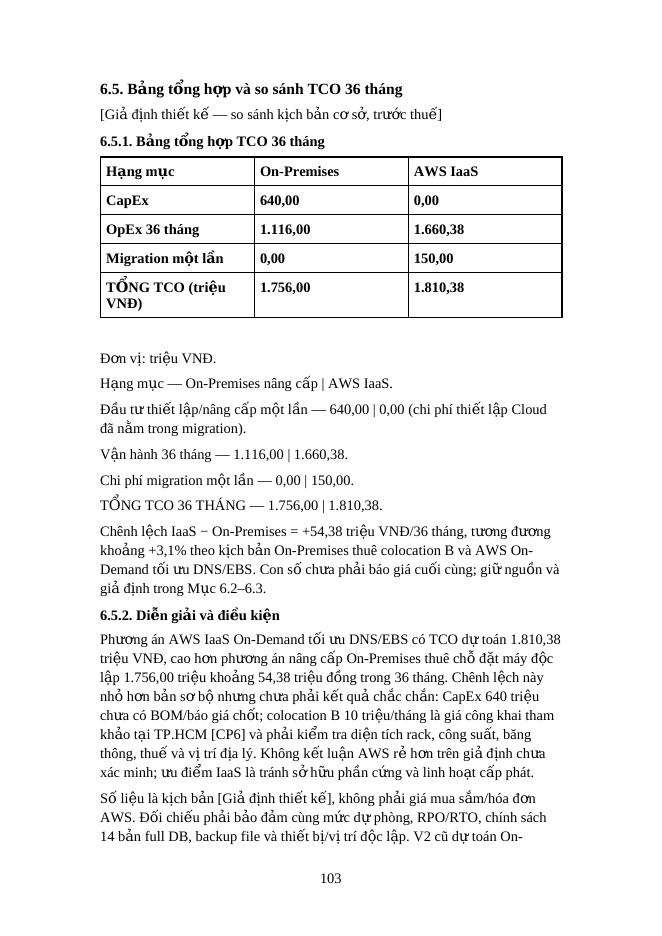 6.5. Bảng tổng hợp và so sánh TCO 36 tháng
[Giả định thiết kế — so sánh kịch bản cơ sở, trước thuế]
6.5.1. Bảng tổng hợp TCO 36 tháng
Hạng mục On-Premises AWS IaaS
CapEx 640,00 0,00
OpEx 36 tháng 1.116,00 1.660,38
Migration một lần 0,00 150,00
TỔNG TCO (triệu 1.756,00 1.810,38
VNĐ)
Đơn vị: triệu VNĐ.
Hạng mục — On-Premises nâng cấp | AWS IaaS.
Đầu tư thiết lập/nâng cấp một lần — 640,00 | 0,00 (chi phí thiết lập Cloud
đã nằm trong migration).
Vận hành 36 tháng — 1.116,00 | 1.660,38.
Chi phí migration một lần — 0,00 | 150,00.
TỔNG TCO 36 THÁNG — 1.756,00 | 1.810,38.
Chênh lệch IaaS − On-Premises = +54,38 triệu VNĐ/36 tháng, tương đương
khoảng +3,1% theo kịch bản On-Premises thuê colocation B và AWS On-
Demand tối ưu DNS/EBS. Con số chưa phải báo giá cuối cùng; giữ nguồn và
giả định trong Mục 6.2–6.3.
6.5.2. Diễn giải và điều kiện
Phương án AWS IaaS On-Demand tối ưu DNS/EBS có TCO dự toán 1.810,38
triệu VNĐ, cao hơn phương án nâng cấp On-Premises thuê chỗ đặt máy độc
lập 1.756,00 triệu khoảng 54,38 triệu đồng trong 36 tháng. Chênh lệch này
nhỏ hơn bản sơ bộ nhưng chưa phải kết quả chắc chắn: CapEx 640 triệu
chưa có BOM/báo giá chốt; colocation B 10 triệu/tháng là giá công khai tham
khảo tại TP.HCM [CP6] và phải kiểm tra diện tích rack, công suất, băng
thông, thuế và vị trí địa lý. Không kết luận AWS rẻ hơn trên giả định chưa
xác minh; ưu điểm IaaS là tránh sở hữu phần cứng và linh hoạt cấp phát.
Số liệu là kịch bản [Giả định thiết kế], không phải giá mua sắm/hóa đơn
AWS. Đối chiếu phải bảo đảm cùng mức dự phòng, RPO/RTO, chính sách
14 bản full DB, backup file và thiết bị/vị trí độc lập. V2 cũ dự toán On-
103